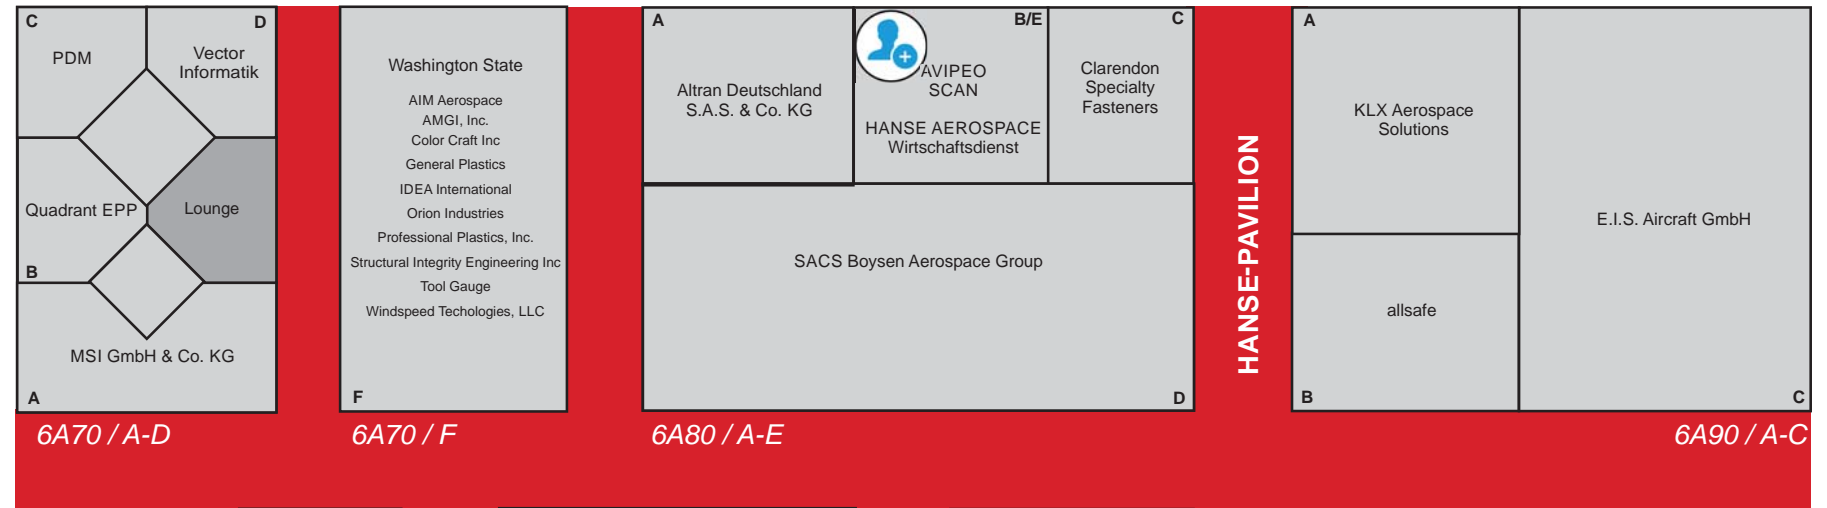 C
D
PDM
Vector
Informatik
Quadrant EPP
Lounge
B
MSI GmbH & Co. KG
A
6A70 / A-D
Washington State
AIM Aerospace
AMGI, Inc.
Color Craft Inc
General Plastics
IDEA International
Orion Industries
Professional Plastics, Inc.
Structural Integrity Engineering Inc
Tool Gauge
Windspeed Techologies, LLC
F
6A70 / F
A
Altran Deutschland
S.A.S. & Co. KG
B/E
AVIPEO
SCAN
HANSE AEROSPACE
Wirtschaftsdienst
C
Clarendon
Specialty
Fasteners
SACS Boysen Aerospace Group
D
6A80 / A-E
HANSE-PAVILION
A
KLX Aerospace
Solutions
allsafe
B
E.I.S. Aircraft GmbH
C
6A90 / A-C